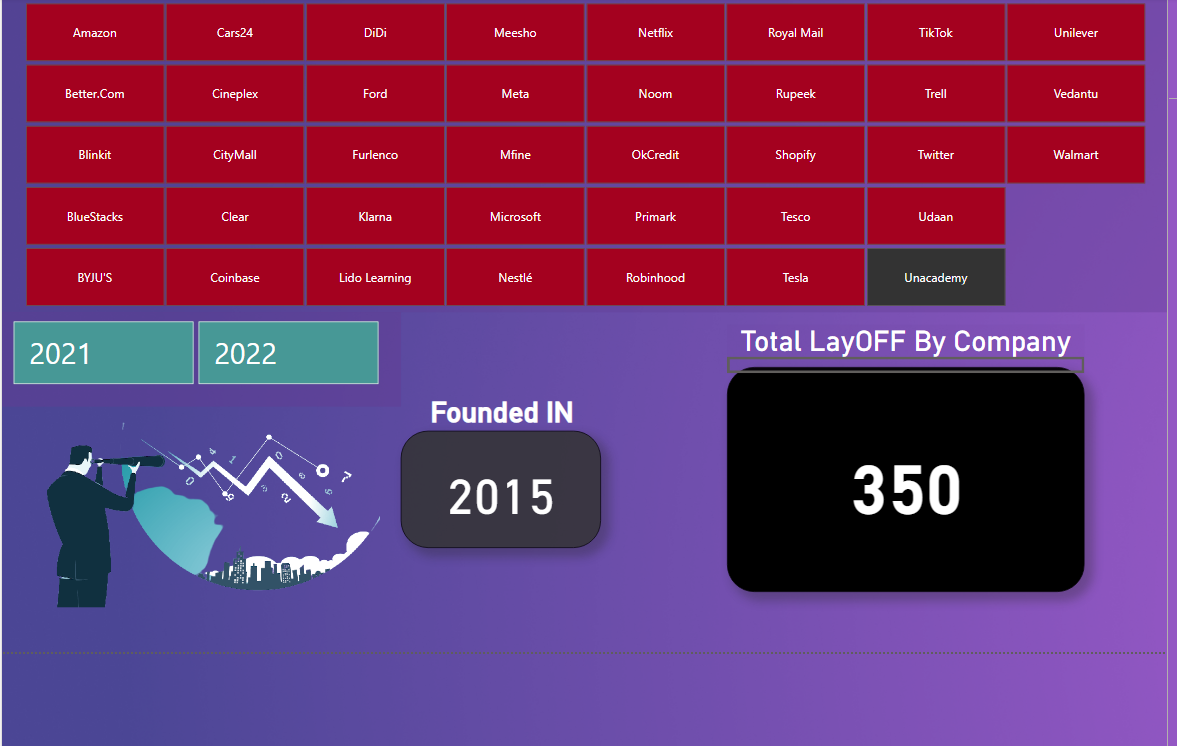 Amazon Cars24 DiDi Meesho Netflix Royal Mail TikTok Unilever
Better.Com Cineplex Ford Meta Noom Rupeek Trell Vedantu
Blinkit CityMall Furlenco Mfine OkCredit Shopify Twitter Walmart
BlueStacks Clear Klarna Microsoft Primark Tesco Udaan
BYJU'S Coinbase Lido Learning Nestlé Robinhood Tesla Unacademy
2021 2022
Total LayOFF By Company
Founded IN
2015
350